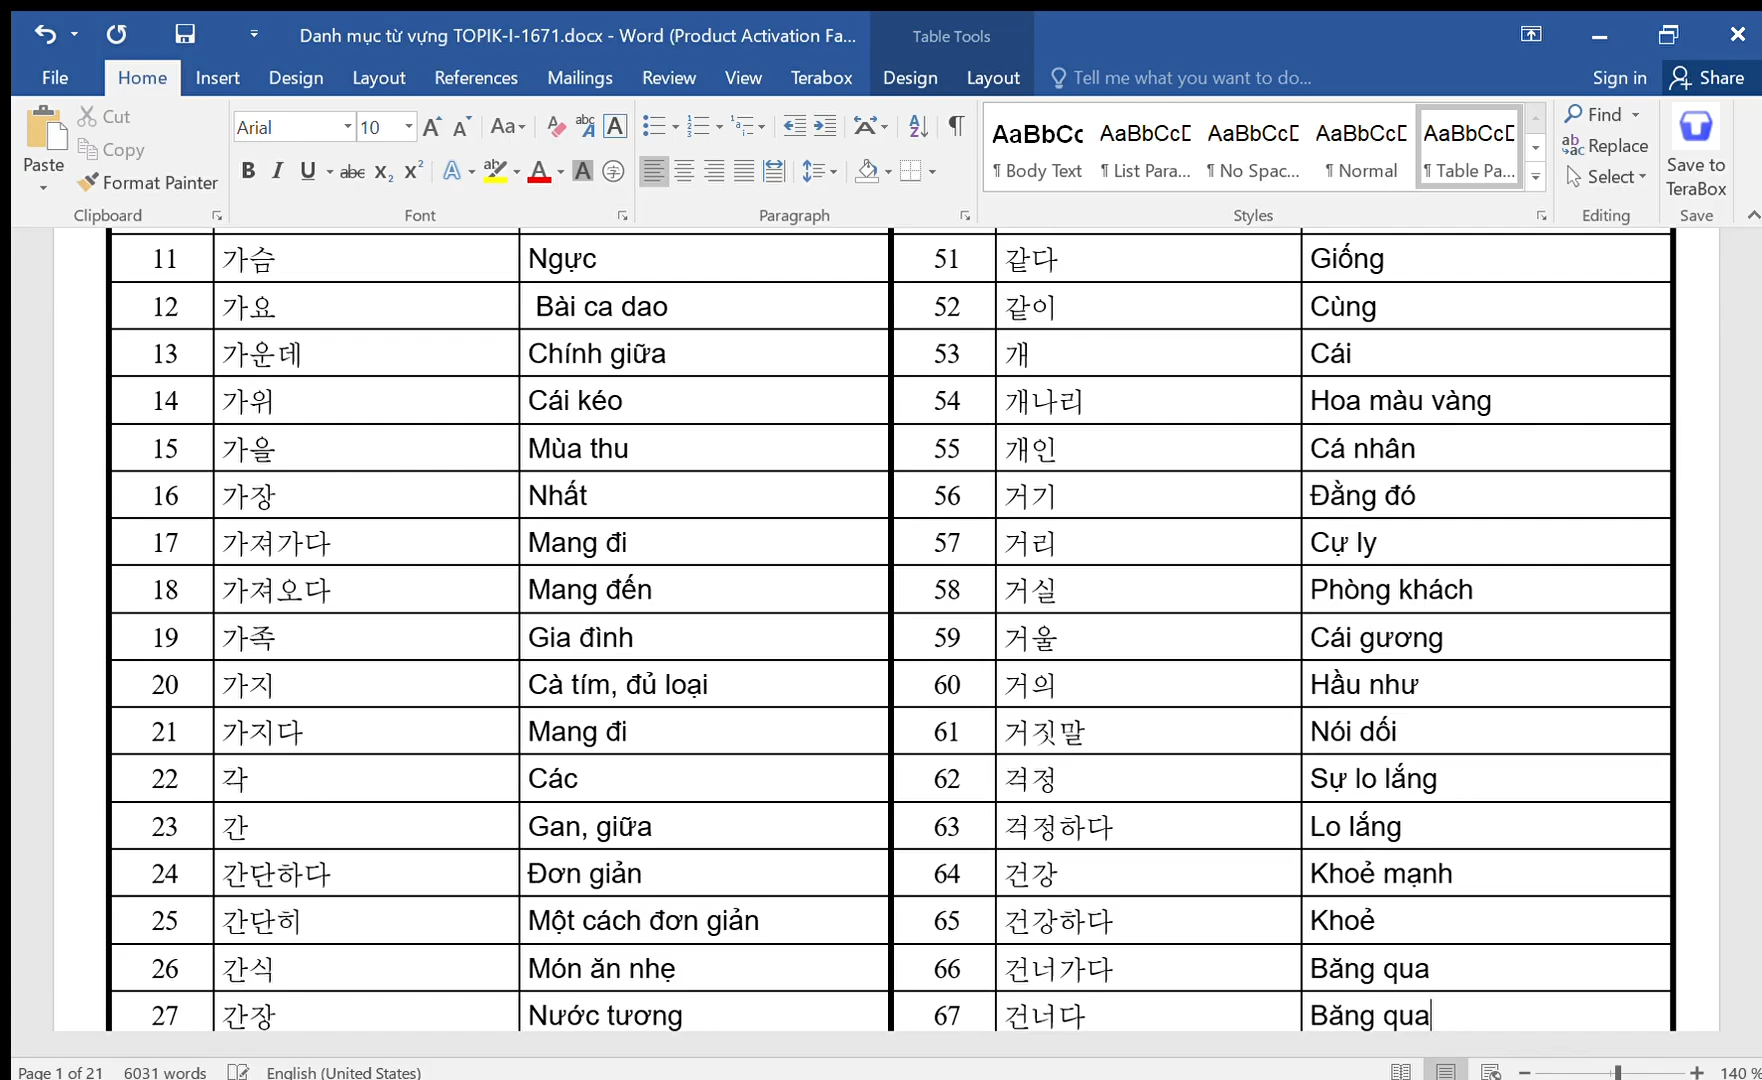 Danh mục từ vựng TOPIK-I-1671.docx - Word (Product Activation Fa...
Table Tools
File Home Insert Design Layout References Mailings Review View Terabox Design Layout Tell me what you want to do... Sign in Share
Paste
Cut
Copy
Format Painter
Clipboard
Arial 10
Font
Paragraph
AaBbCc AaBbCcD AaBbCcD AaBbCcD AaBbCcD
¶ Body Text ¶ List Para... ¶ No Spac... ¶ Normal ¶ Table Pa...
Styles
Find
Replace
Select
Editing
Save to
TeraBox
Save
11 가슴 Ngực 51 같다 Giống
12 가요 Bài ca dao 52 같이 Cùng
13 가운데 Chính giữa 53 개 Cái
14 가위 Cái kéo 54 개나리 Hoa màu vàng
15 가을 Mùa thu 55 개인 Cá nhân
16 가장 Nhất 56 거기 Đằng đó
17 가져가다 Mang đi 57 거리 Cự ly
18 가져오다 Mang đến 58 거실 Phòng khách
19 가족 Gia đình 59 거울 Cái gương
20 가지 Cà tím, đủ loại 60 거의 Hầu như
21 가지다 Mang đi 61 거짓말 Nói dối
22 각 Các 62 걱정 Sự lo lắng
23 간 Gan, giữa 63 걱정하다 Lo lắng
24 간단하다 Đơn giản 64 건강 Khoẻ mạnh
25 간단히 Một cách đơn giản 65 건강하다 Khoẻ
26 간식 Món ăn nhẹ 66 건너가다 Băng qua
27 간장 Nước tương 67 건너다 Băng qua
Page 1 of 21 6031 words English (United States) 140 %